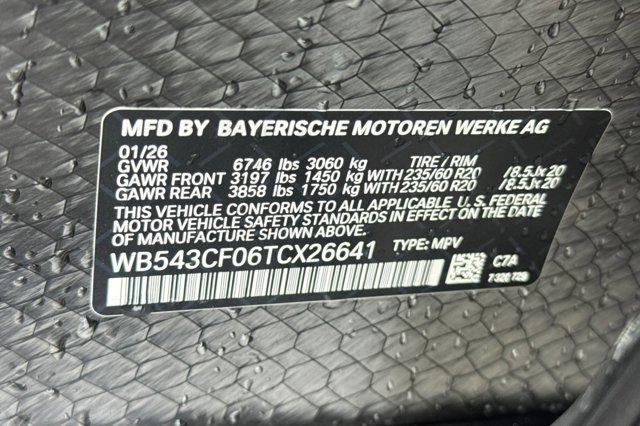 MFD BY BAYERISCHE MOTOREN WERKE AG
01/26
GVWR 6746 lbs 3060 kg TIRE / RIM
GAWR FRONT 3197 lbs 1450 kg WITH 235/60 R20 /8.5Jx20
GAWR REAR 3858 lbs 1750 kg WITH 235/60 R20 /8.5Jx20
THIS VEHICLE CONFORMS TO ALL APPLICABLE U. S. FEDERAL
MOTOR VEHICLE SAFETY STANDARDS IN EFFECT ON THE DATE
OF MANUFACTURE SHOWN ABOVE.
WB543CF06TCX26641 TYPE: MPV
C7A
7 320 729